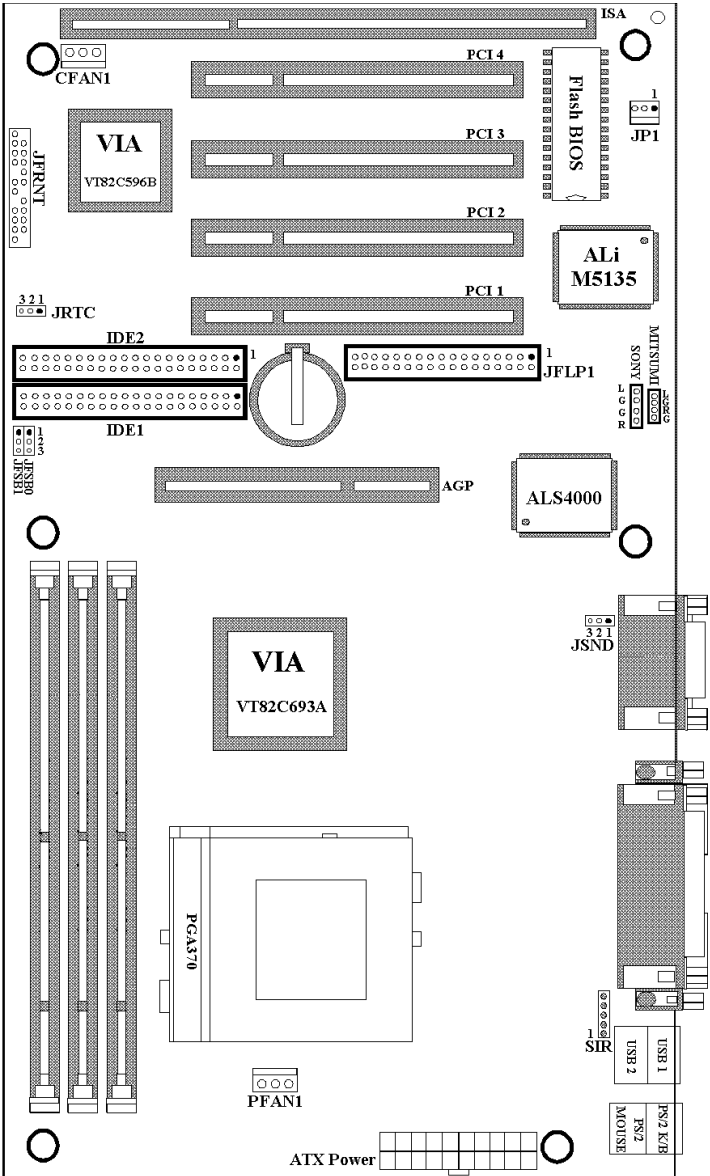 ISA
CFAN1
PCI 4
Flash BIOS
1
JP1
VIA
VT82C596B
JFRNT
PCI 3
PCI 2
ALi
M5135
PCI 1
3 2 1
JRTC
IDE2
1
1
JFLP1
MITSUMI
SONY
L
G
G
R
L
G
R
G
IDE1
1
2
3
JFSB1
JFSB0
AGP
ALS4000
3 2 1
JSND
VIA
VT82C693A
PGA370
1
SIR
USB 2
USB 1
PFAN1
PS/2
MOUSE
PS/2 K/B
ATX Power